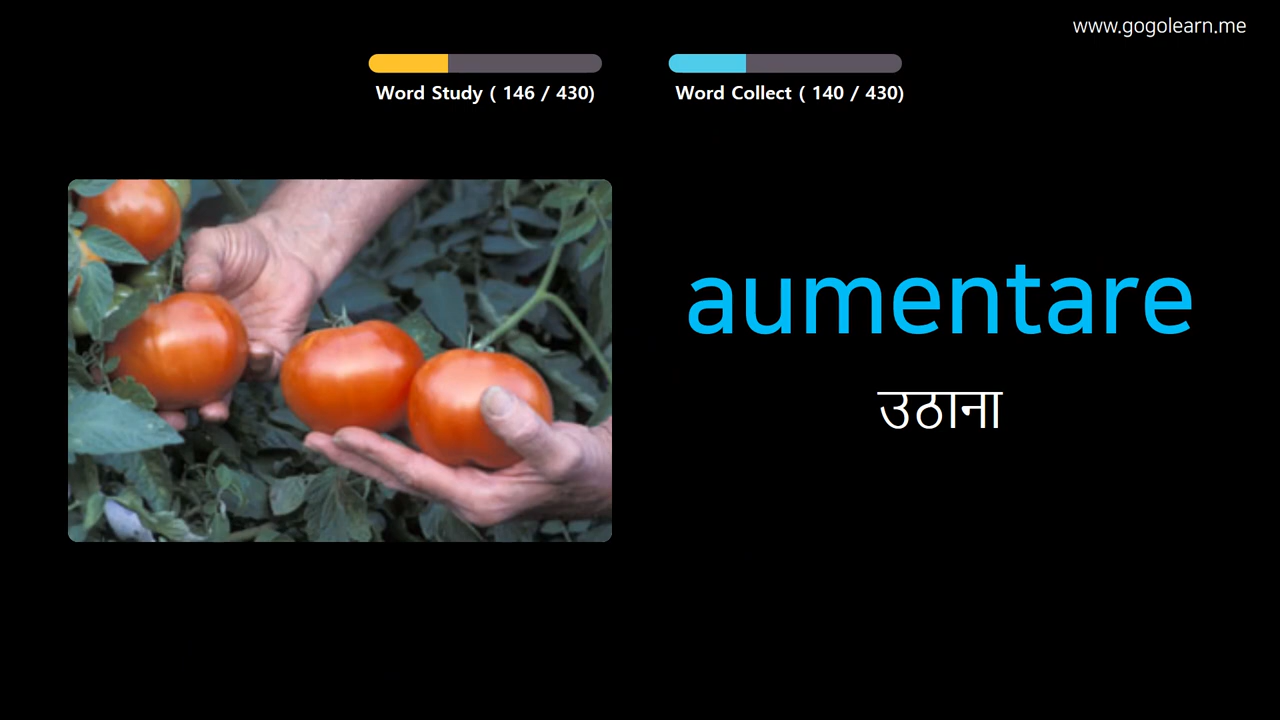 www.gogolearn.me
Word Study ( 146 / 430)
Word Collect ( 140 / 430)
aumentare
उठाना